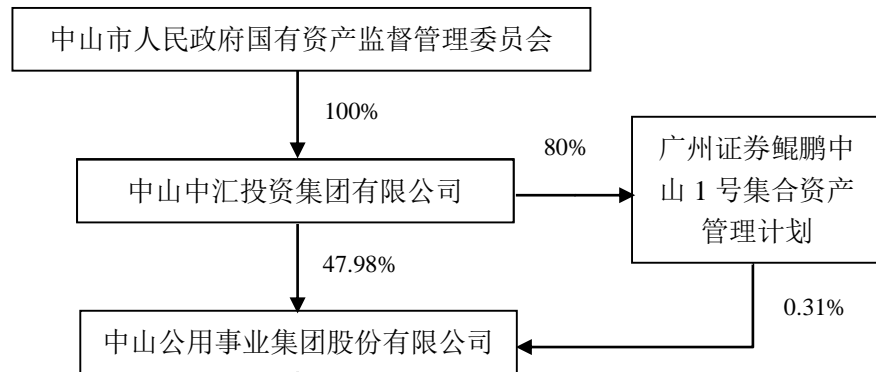 中山市人民政府国有资产监督管理委员会
100%
80%
中山中汇投资集团有限公司
广州证券鲲鹏中
山 1 号集合资产
管理计划
47.98%
0.31%
中山公用事业集团股份有限公司